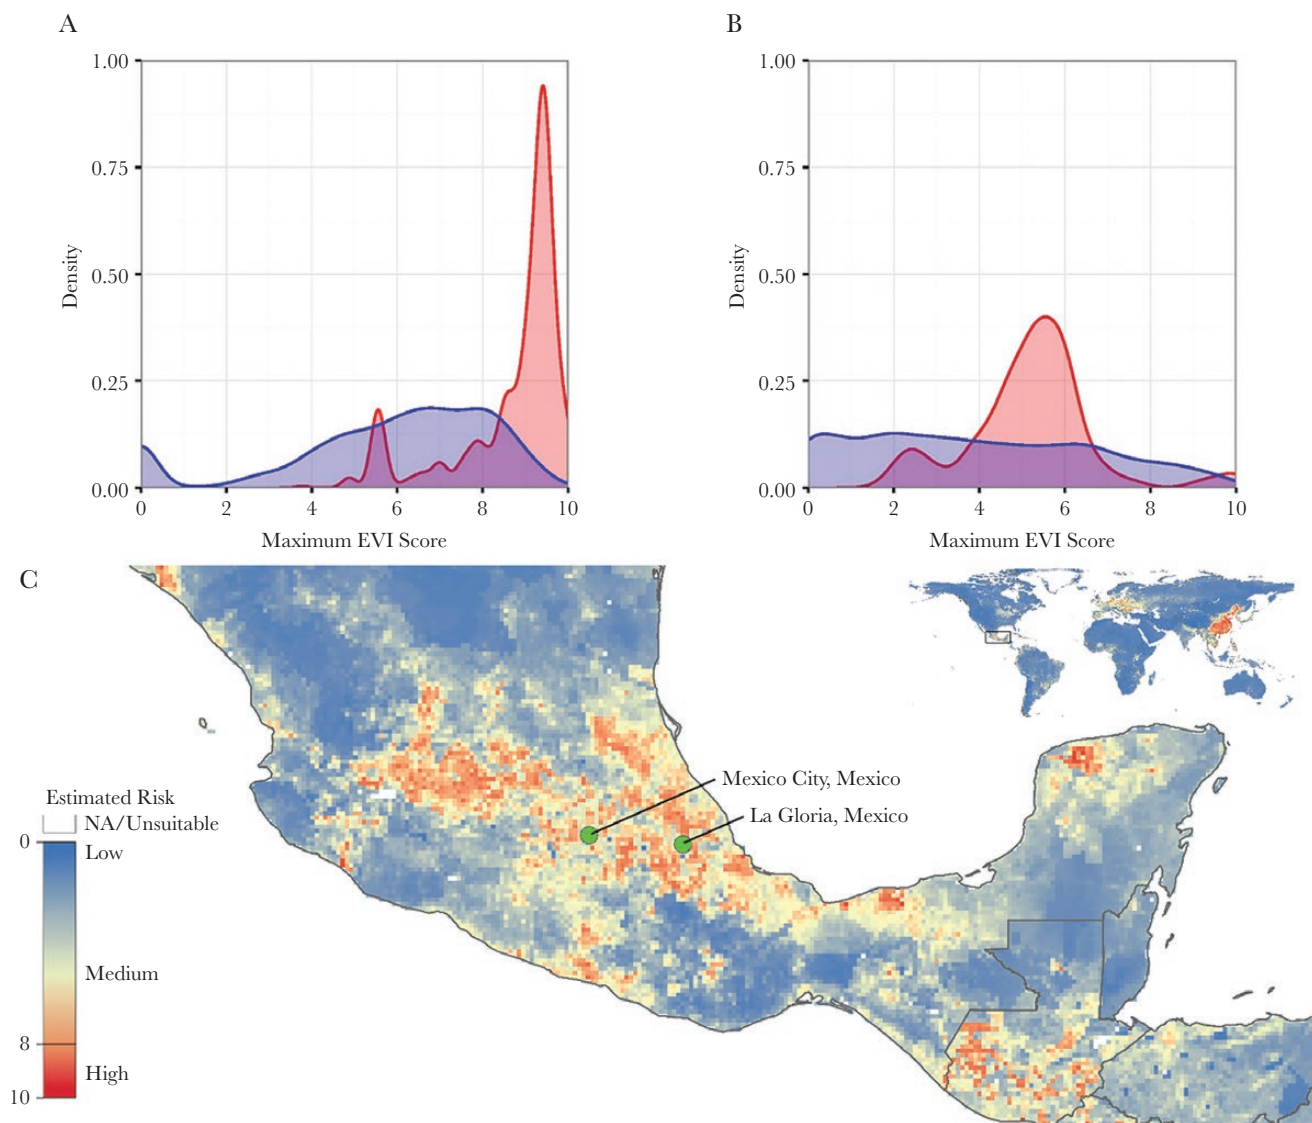 A
1.00
0.75
0.50
0.25
0.00
Density
0 2 4 6 8 10
Maximum EVI Score
B
1.00
0.75
0.50
0.25
0.00
Density
0 2 4 6 8 10
Maximum EVI Score
C
Mexico City, Mexico
La Gloria, Mexico
Estimated Risk
NA/Unsuitable
0
Low
Medium
8
High
10